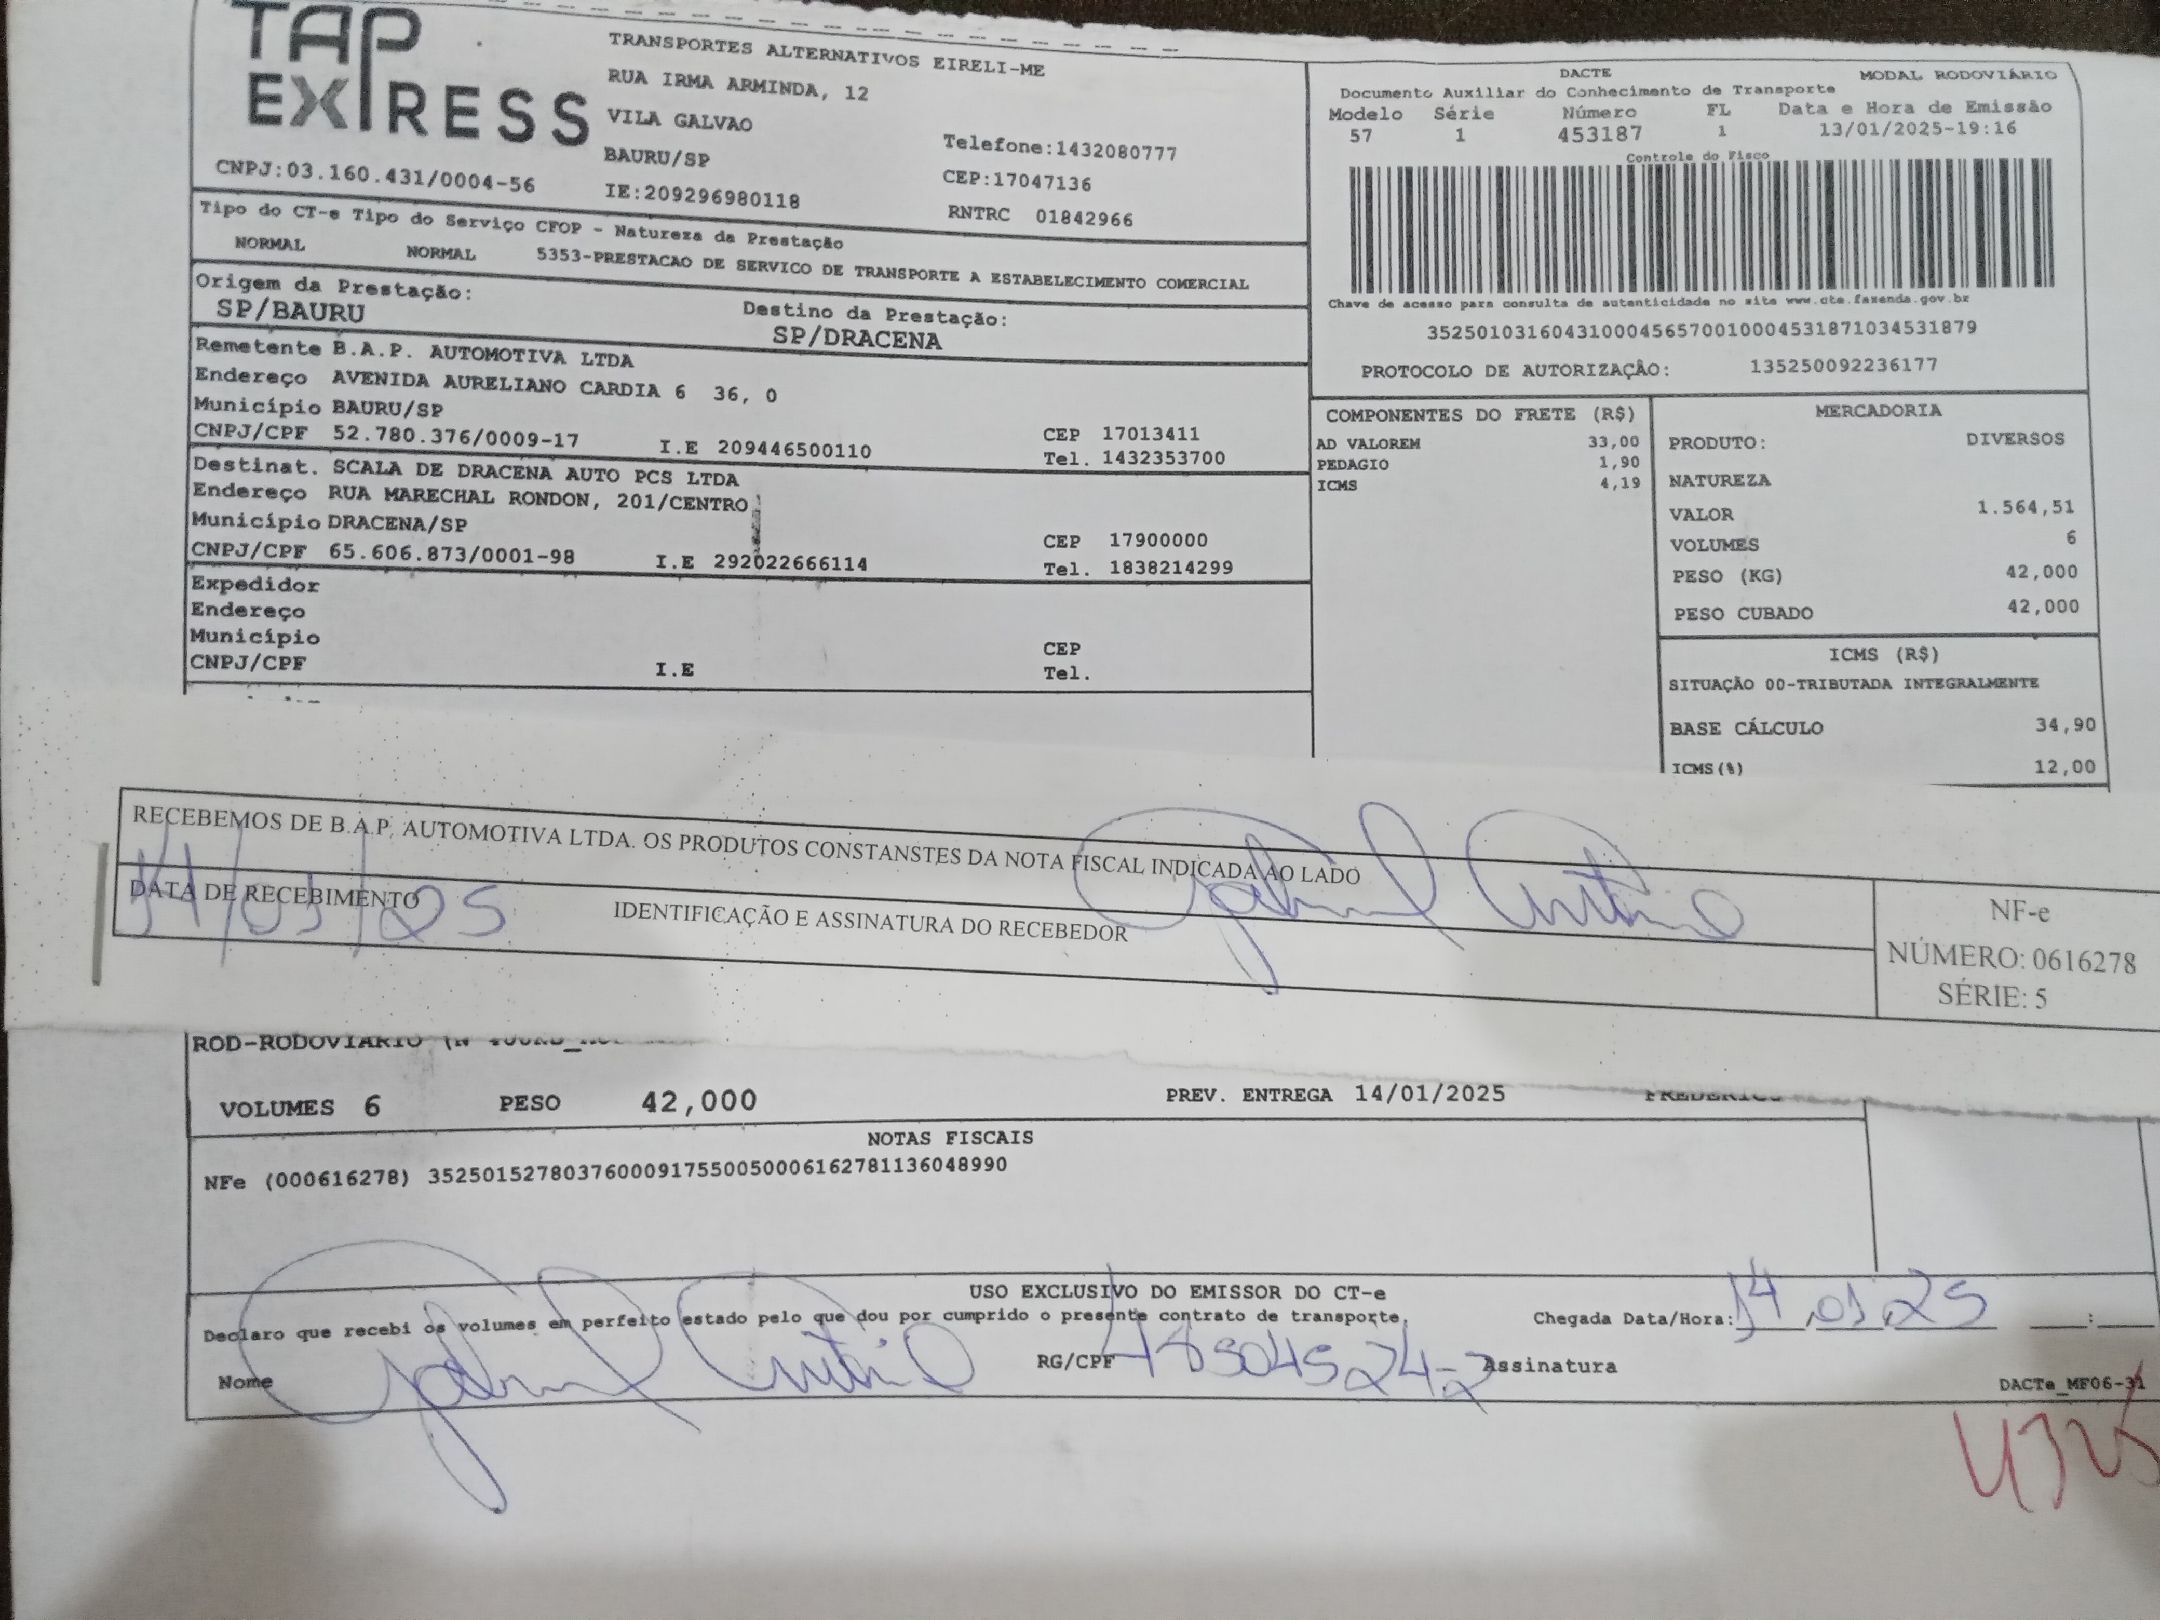 TAP EXPRESS
TRANSPORTES ALTERNATIVOS EIRELI-ME
RUA IRMA ARMINDA, 12
VILA GALVAO
BAURU/SP
Telefone:1432080777
CEP:17047136
CNPJ:03.160.431/0004-56
IE:209296980118
RNTRC 01842966
DACTE
MODAL RODOVIÁRIO
Documento Auxiliar do Conhecimento de Transporte
Modelo Série Número FL Data e Hora de Emissão
57 1 453187 1 13/01/2025-19:16
Controle do Fisco
Chave de acesso para consulta de autenticidade no site www.cte.fazenda.gov.br
35250103160431000456570010004531871034531879
PROTOCOLO DE AUTORIZAÇÂO: 135250092236177
Tipo do CT-e Tipo do Serviço CFOP - Natureza da Prestação
NORMAL NORMAL 5353-PRESTACAO DE SERVICO DE TRANSPORTE A ESTABELECIMENTO COMERCIAL
Origem da Prestação:
SP/BAURU
Destino da Prestação:
SP/DRACENA
Remetente B.A.P. AUTOMOTIVA LTDA
Endereço AVENIDA AURELIANO CARDIA 6 36, 0
Município BAURU/SP
CNPJ/CPF 52.780.376/0009-17 I.E 209446500110
CEP 17013411
Tel. 1432353700
Destinat. SCALA DE DRACENA AUTO PCS LTDA
Endereço RUA MARECHAL RONDON, 201/CENTRO
Município DRACENA/SP
CNPJ/CPF 65.606.873/0001-98 I.E 292022666114
CEP 17900000
Tel. 1838214299
Expedidor
Endereço
Município
CNPJ/CPF I.E
CEP
Tel.
COMPONENTES DO FRETE (R$)
AD VALOREM 33,00
PEDAGIO 1,90
ICMS 4,19
MERCADORIA
PRODUTO: DIVERSOS
NATUREZA
VALOR 1.564,51
VOLUMES 6
PESO (KG) 42,000
PESO CUBADO 42,000
ICMS (R$)
SITUAÇÃO 00-TRIBUTADA INTEGRALMENTE
BASE CÁLCULO 34,90
ICMS(%) 12,00
RECEBEMOS DE B.A.P. AUTOMOTIVA LTDA. OS PRODUTOS CONSTANSTES DA NOTA FISCAL INDICADA AO LADO
DATA DE RECEBIMENTO
14/01/25
IDENTIFICAÇÃO E ASSINATURA DO RECEBEDOR
NF-e
NÚMERO: 0616278
SÉRIE: 5
ROD-RODOVIARIO
VOLUMES 6 PESO 42,000 PREV. ENTREGA 14/01/2025
NOTAS FISCAIS
NFe (000616278) 35250152780376000917550050006162781136048990
USO EXCLUSIVO DO EMISSOR DO CT-e
Declaro que recebi os volumes em perfeito estado pelo que dou por cumprido o presente contrato de transporte.
Chegada Data/Hora: 14.01.25 :
Nome
RG/CPF
Assinatura
DACTe_MF06-31